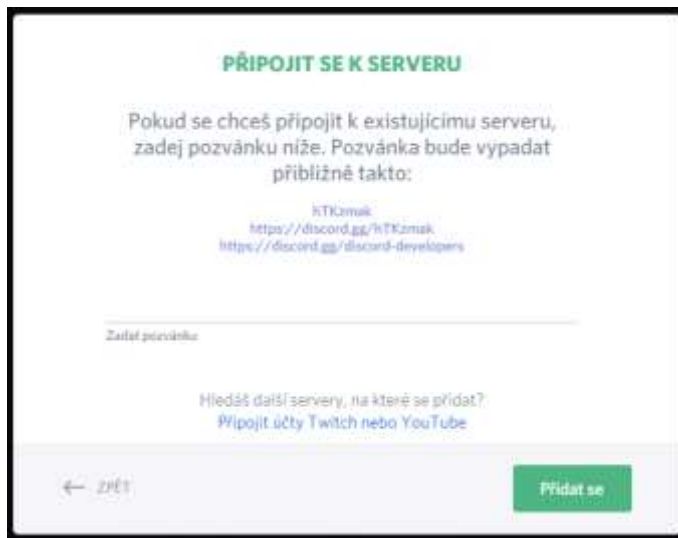 PŘIPOJIT SE K SERVERU
Pokud se chceš připojit k existujícímu serveru,
zadej pozvánku níže. Pozvánka bude vypadat
přibližně takto:
hTKzmak
https://discord.gg/hTKzmak
https://discord.gg/discord-developers
Zadat pozvánku
Hledáš další servery, na které se přidat?
Připojit účty Twitch nebo YouTube
← ZPĚT
Přidat se